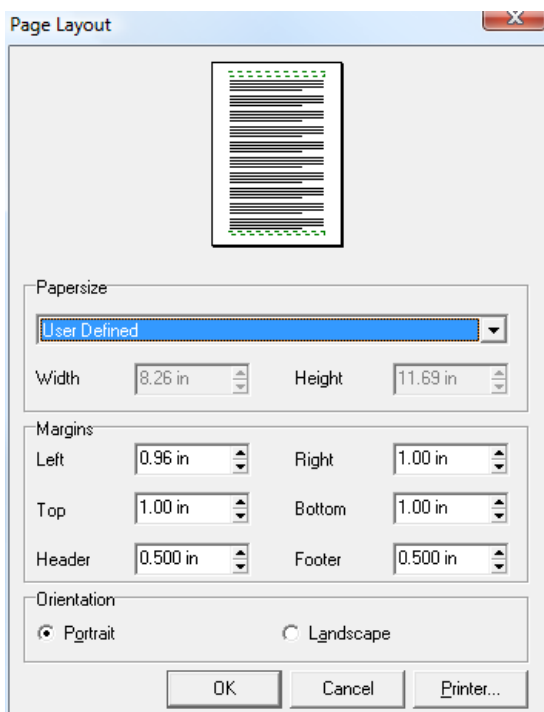 Page Layout
Papersize
User Defined
Width 8.26 in Height 11.69 in
Margins
Left 0.96 in Right 1.00 in
Top 1.00 in Bottom 1.00 in
Header 0.500 in Footer 0.500 in
Orientation
Portrait Landscape
OK Cancel Printer...